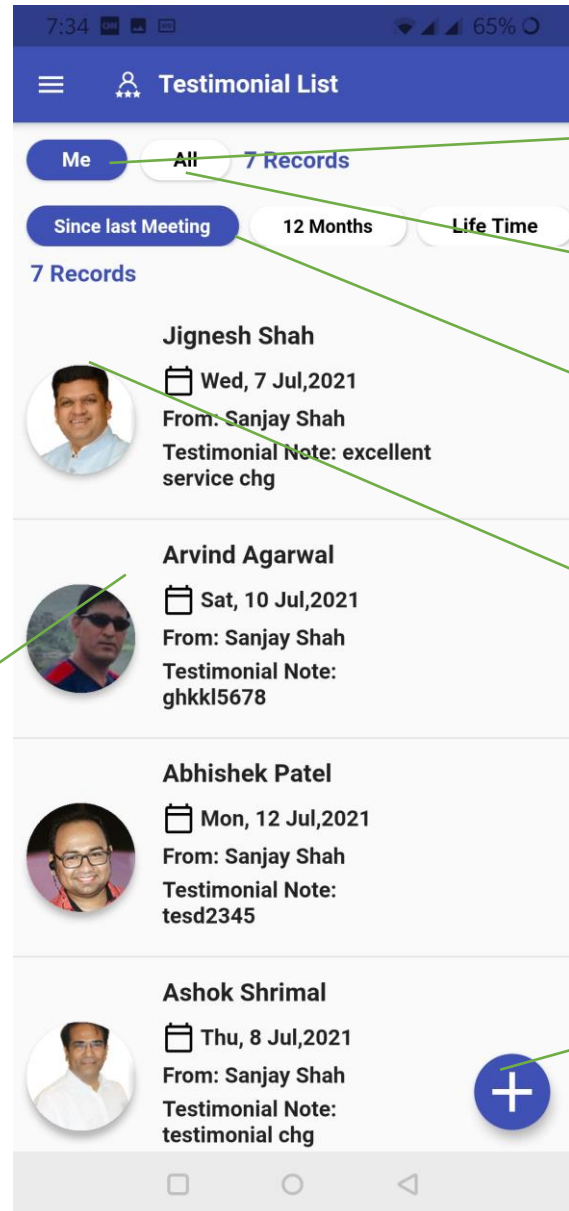 7:34 65%
Testimonial List
Me All 7 Records
Since last Meeting 12 Months Life Time
7 Records
Jignesh Shah
Wed, 7 Jul,2021
From: Sanjay Shah
Testimonial Note: excellent
service chg
Arvind Agarwal
Sat, 10 Jul,2021
From: Sanjay Shah
Testimonial Note:
ghkkl5678
Abhishek Patel
Mon, 12 Jul,2021
From: Sanjay Shah
Testimonial Note:
tesd2345
Ashok Shrimal
Thu, 8 Jul,2021
From: Sanjay Shah
Testimonial Note:
testimonial chg